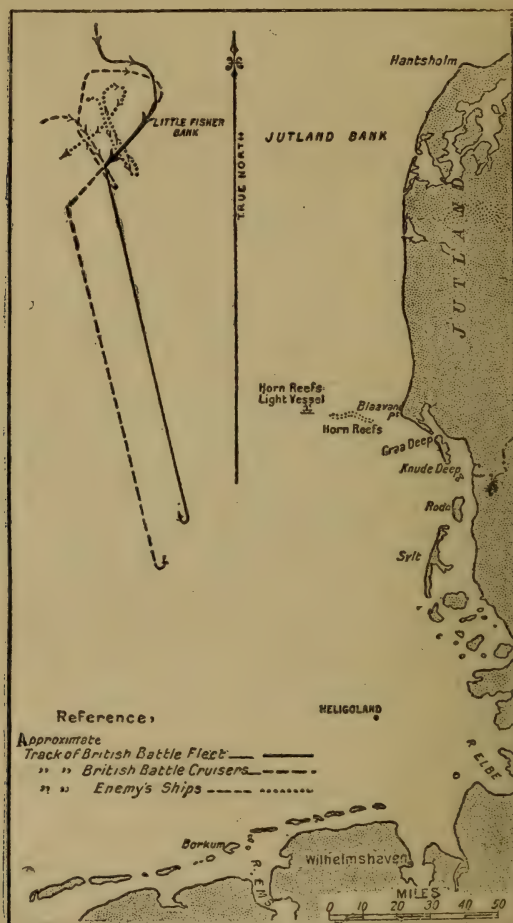 Hantsholm
LITTLE FISHER
BANK
JUTLAND BANK
TRUE NORTH
JUTLAND
Horn Reefs
Light Vessel
Blaavan
Pt
Horn Reefs
Graa Deep
Knude Deep
Rodo
Sylt
HELIGOLAND
Reference,
Approximate
Track of British Battle Fleet
" " British Battle Cruisers
" " Enemy's Ships
R. ELBE
Borkum
R. EMS
Wilhelmshaven
MILES
0 10 20 30 40 50